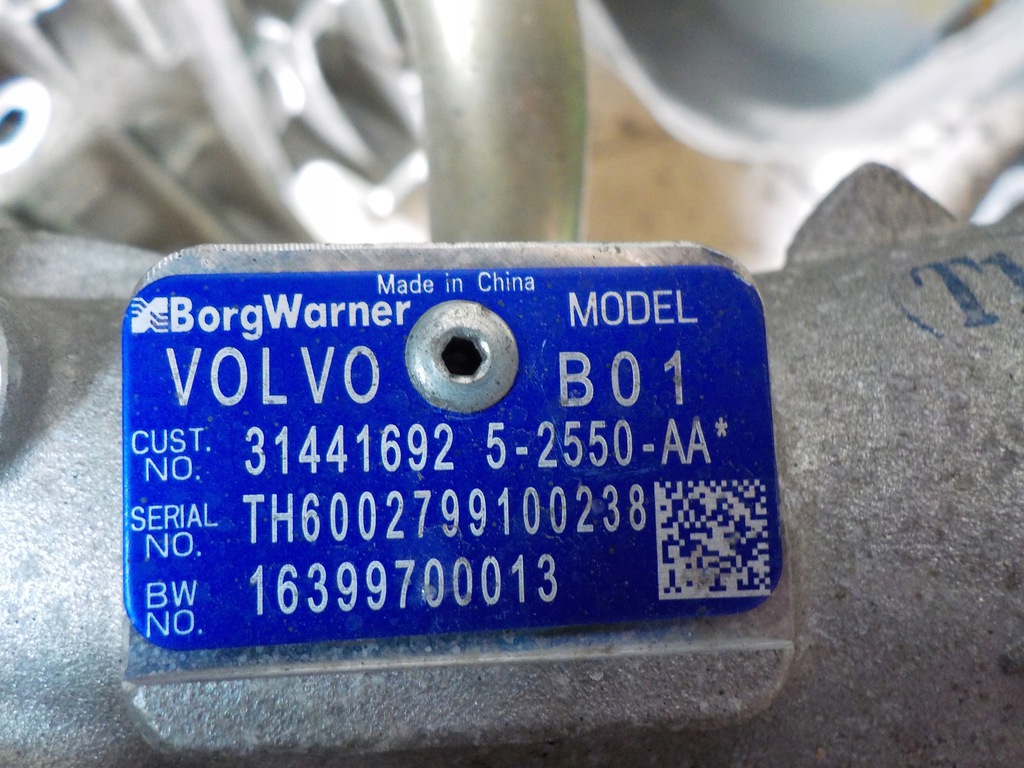 Made in China
BorgWarner
MODEL
VOLVO
B01
CUST. NO.
31441692 5-2550-AA*
SERIAL NO.
TH6002799100238
BW NO.
16399700013